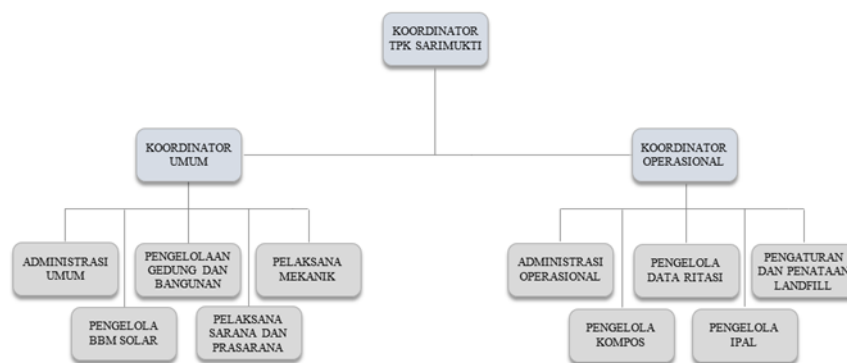 KOORDINATOR
TPK SARIMUKTI
KOORDINATOR
UMUM
KOORDINATOR
OPERASIONAL
ADMINISTRASI
UMUM
PENGELOLAAN
GEDUNG DAN
BANGUNAN
PELAKSANA
MEKANIK
ADMINISTRASI
OPERASIONAL
PENGELOLA
DATA RITASI
PENGATURAN
DAN PENATAAN
LANDFILL
PENGELOLA
BBM SOLAR
PELAKSANA
SARANA DAN
PRASARANA
PENGELOLA
KOMPOS
PENGELOLA
IPAL